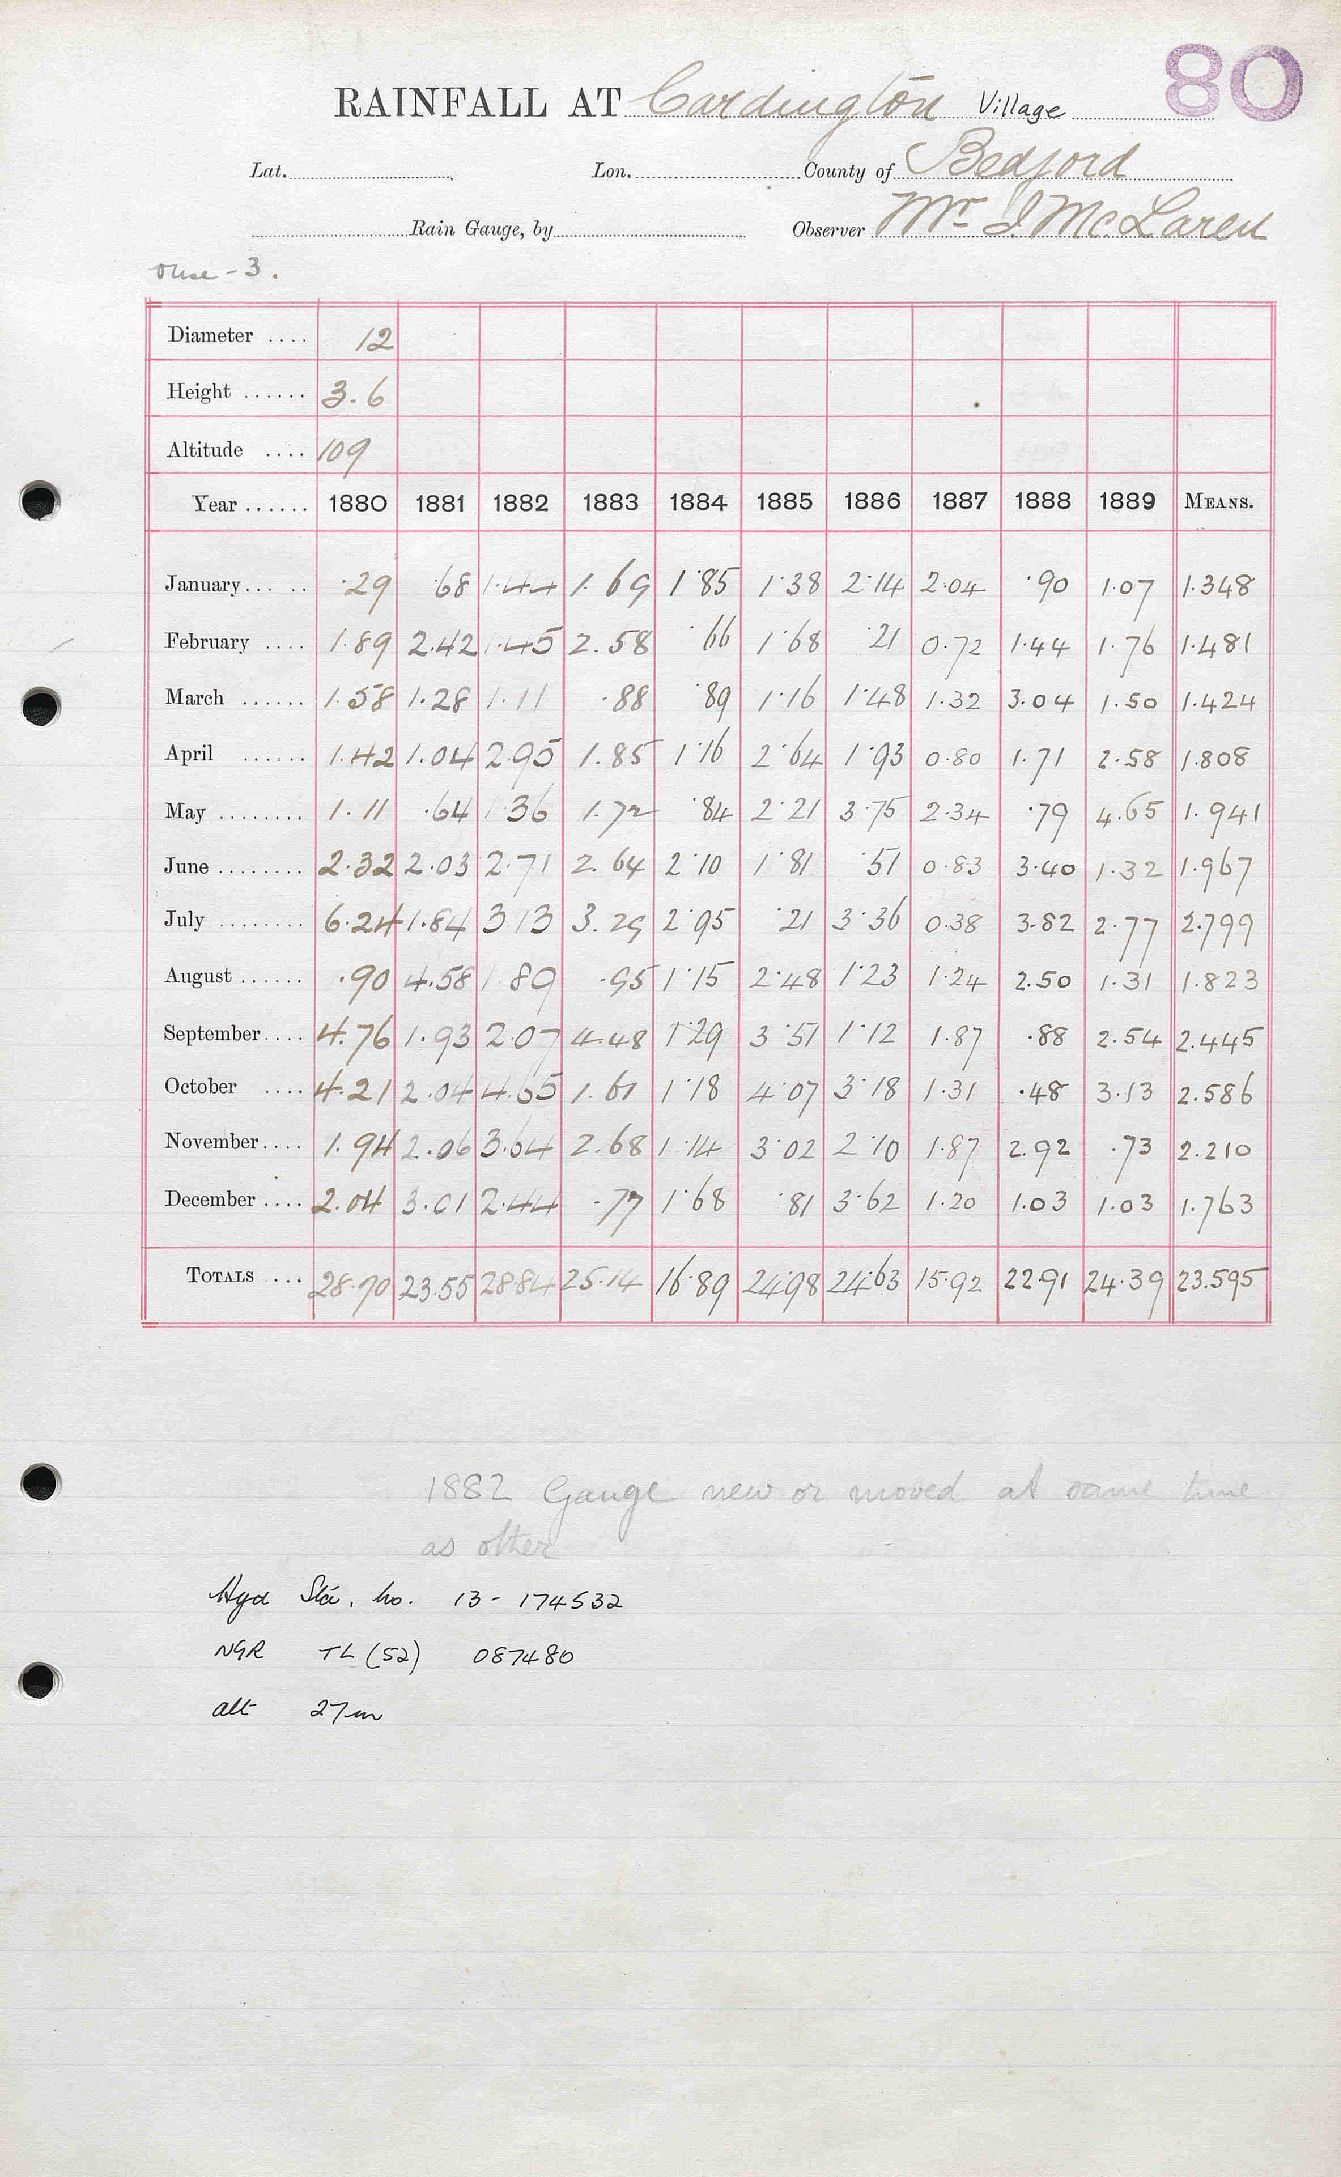 80
RAINFALL AT Cardington Village
Lat. Lon. County of Bedford
Rain Gauge, by Observer Mr J. McLaren
Ouse - 3.
Diameter .... 12
Height ...... 3.6
Altitude .... 109
Year ...... 1880 1881 1882 1883 1884 1885 1886 1887 1888 1889 MEANS.
January ..... ·29 ·68 1.44 1.69 1·85 1·38 2·14 2.04 ·90 1.07 1.348
February .... 1.89 2.42 1.45 2.58 ·66 1·68 ·21 0.72 1.44 1.76 1.481
March ...... 1.58 1.28 1.11 ·88 ·89 1·16 1·48 1.32 3.04 1.50 1.424
April ...... 1.42 1.04 2.95 1.85 1·16 2·64 1·93 0.80 1.71 2.58 1.808
May ........ 1.11 ·64 1.36 1.72 ·84 2·21 3·75 2.34 ·79 4.65 1.941
June ........ 2.32 2.03 2.71 2.64 2·10 1·81 ·51 0.83 3.40 1.32 1.967
July ........ 6.24 1.84 3.13 3.29 2·95 ·21 3·36 0.38 3.82 2.77 2.799
August ...... ·90 4.58 1.89 ·95 1·15 2·48 1·23 1.24 2.50 1.31 1.823
September .... 4.76 1.93 2.07 4.48 1·29 3·51 1·12 1.87 ·88 2.54 2.445
October .... 4.21 2.04 4.65 1.61 1·18 4·07 3·18 1.31 ·48 3.13 2.586
November .... 1.94 2.06 3.64 2.68 1·14 3·02 2·10 1.87 2.92 ·73 2.210
December .... 2.04 3.01 2.44 ·77 1·68 ·81 3·62 1.20 1.03 1.03 1.763
TOTALS ... 28.70 23.55 28.84 25.14 16·89 24·98 24·63 15.92 22.91 24.39 23.595
1882 Gauge new or moved at same time
as other
Hyd Sta. no. 13 - 174532
NGR TL (52) 087480
alt 27m